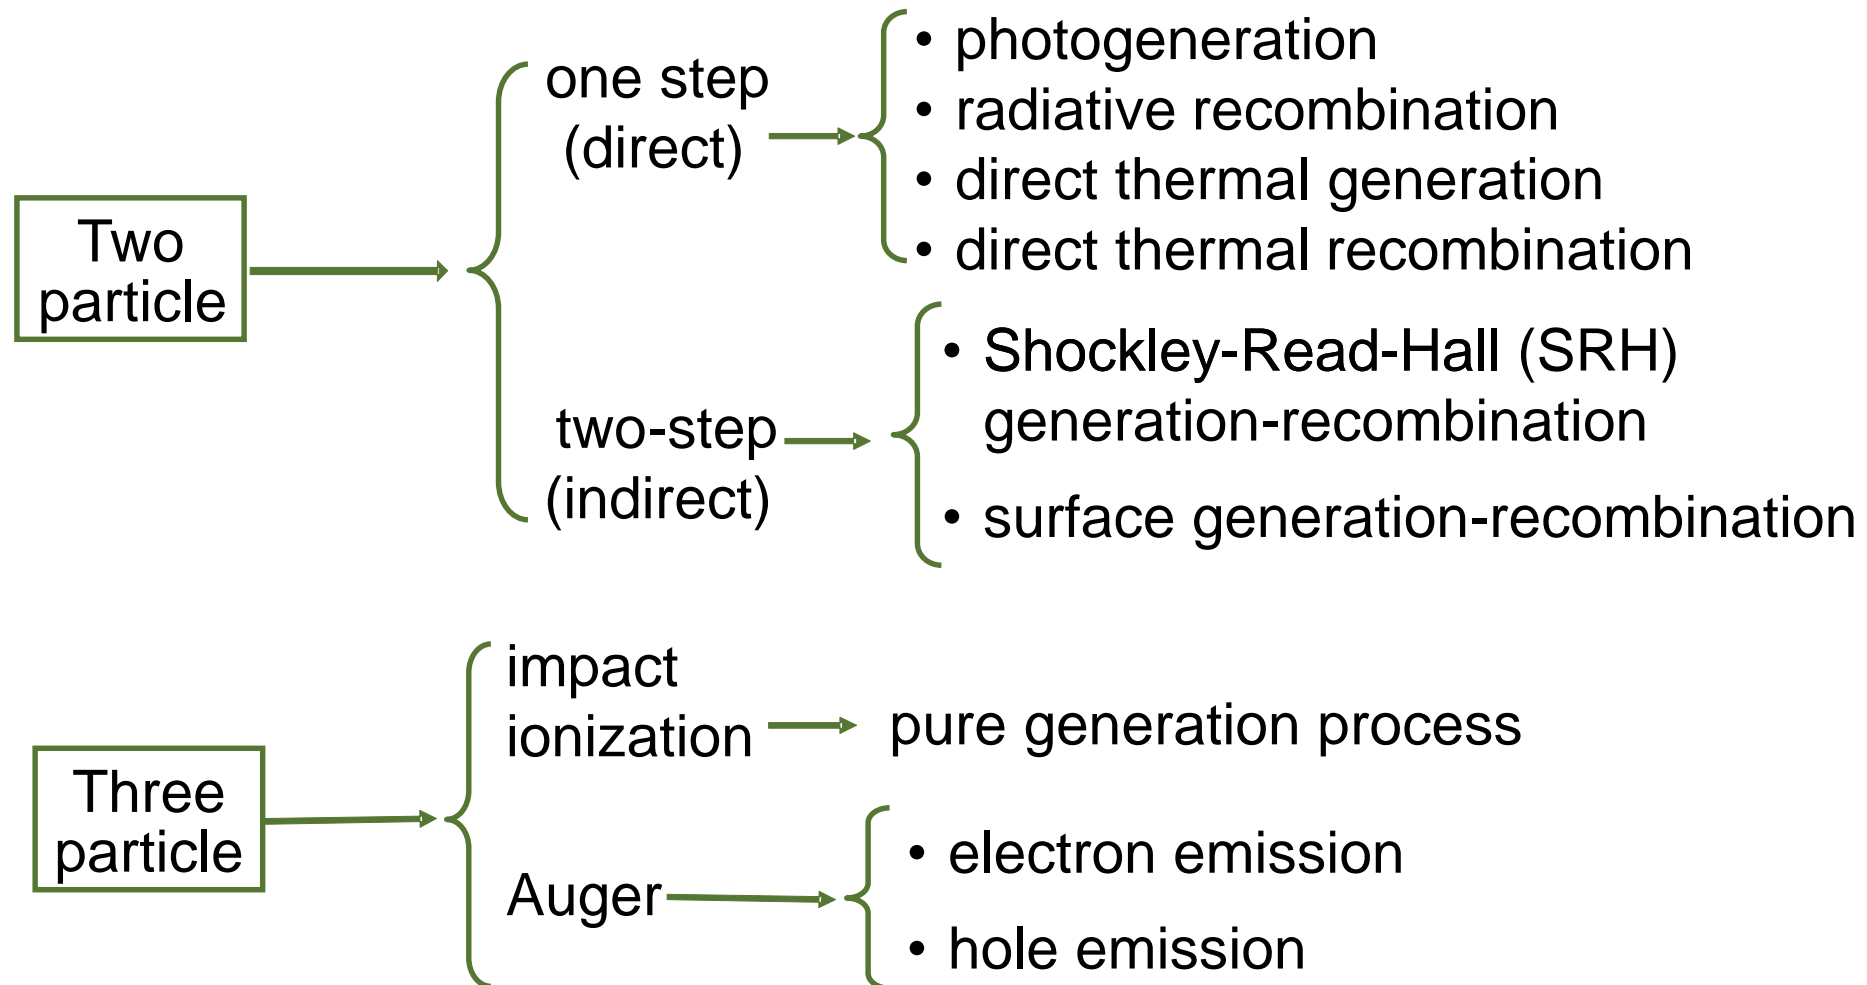 Two
particle
one step
(direct)
• photogeneration
• radiative recombination
• direct thermal generation
• direct thermal recombination
two-step
(indirect)
• Shockley-Read-Hall (SRH)
generation-recombination
• surface generation-recombination
Three
particle
impact
ionization
pure generation process
Auger
• electron emission
• hole emission